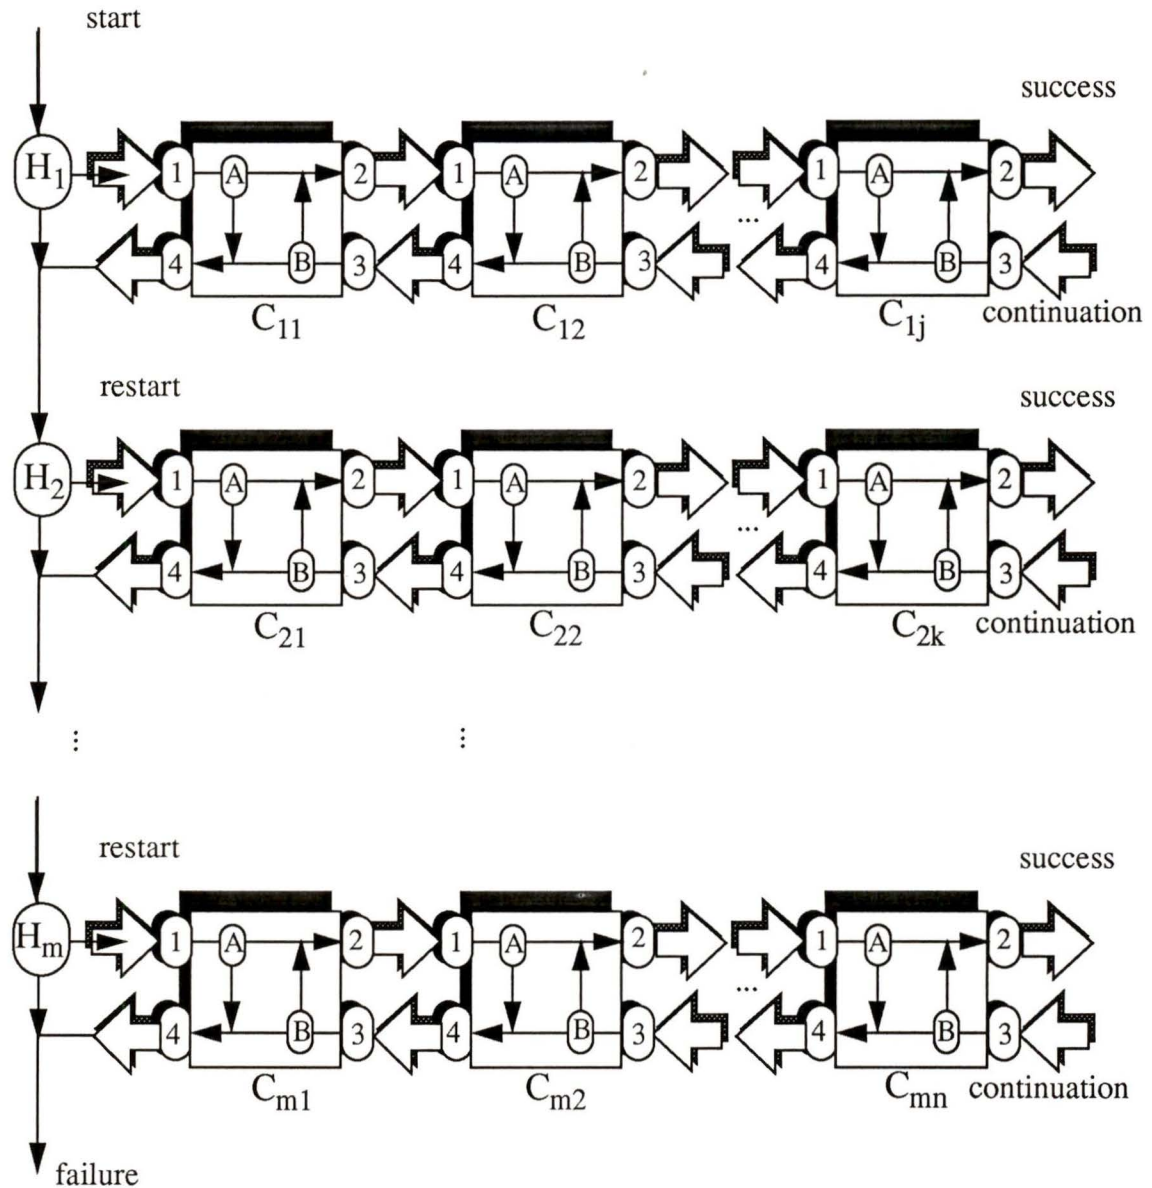 start
success
H1 1 A 2 1 A 2 1 A 2
...
4 B 3 4 B 3 4 B 3
C11 C12 C1j continuation
restart
success
H2 1 A 2 1 A 2 1 A 2
...
4 B 3 4 B 3 4 B 3
C21 C22 C2k continuation
⋮ ⋮
restart
success
Hm 1 A 2 1 A 2 1 A 2
...
4 B 3 4 B 3 4 B 3
Cm1 Cm2 Cmn continuation
failure